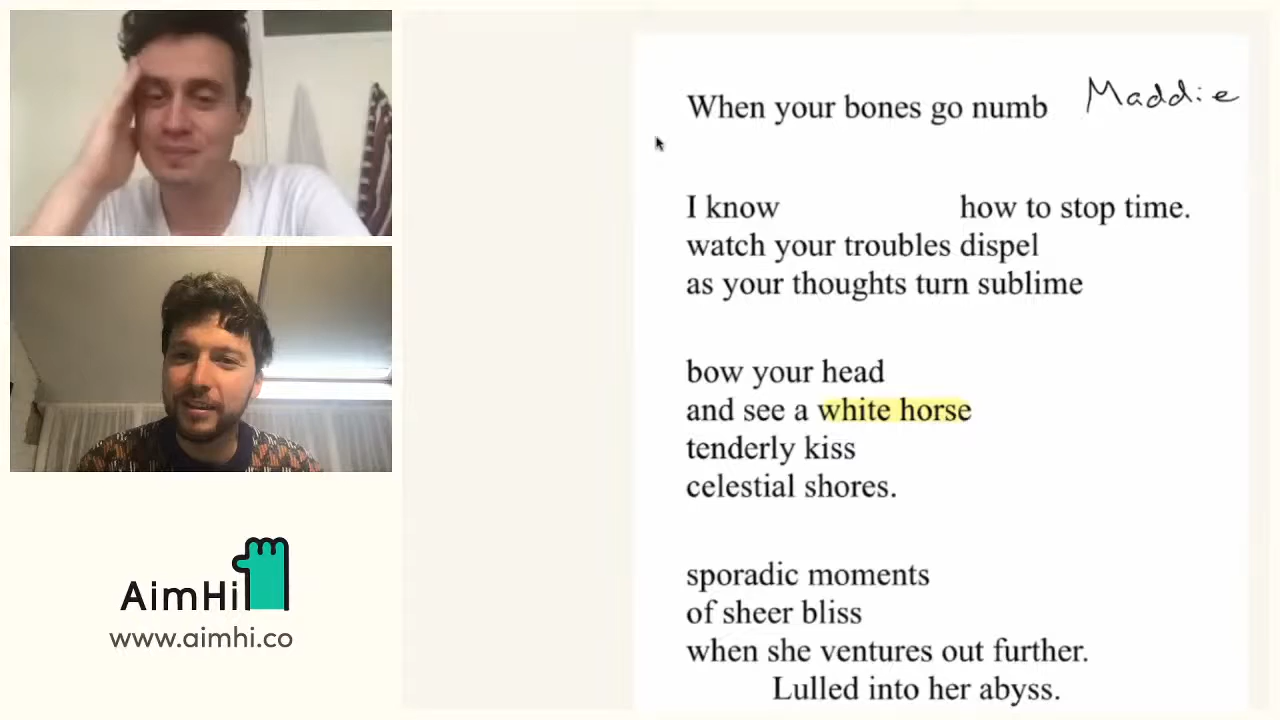 When your bones go numb Maddie
I know how to stop time.
watch your troubles dispel
as your thoughts turn sublime
bow your head
and see a white horse
tenderly kiss
celestial shores.
sporadic moments
of sheer bliss
when she ventures out further.
Lulled into her abyss.
AimHi
www.aimhi.co